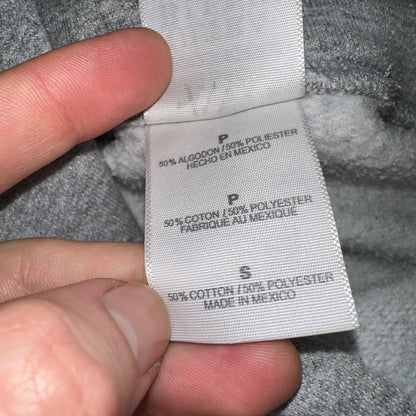 P
50% ALGODON / 50% POLIESTER
HECHO EN MEXICO
P
50% COTON / 50% POLYESTER
FABRIQUE AU MEXIQUE
S
50% COTTON / 50% POLYESTER
MADE IN MEXICO